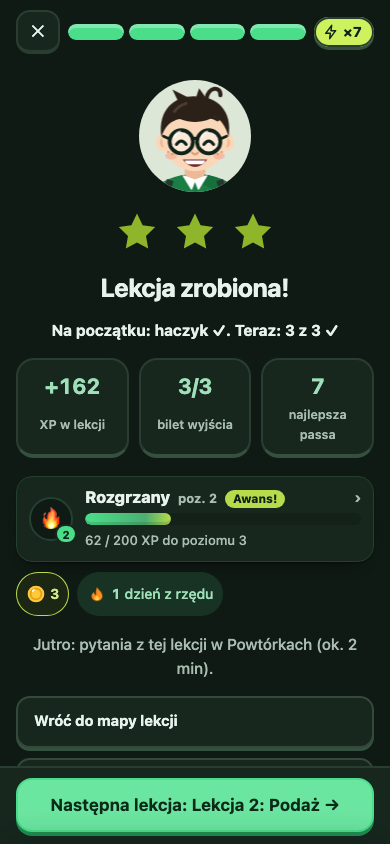 ×7
Lekcja zrobiona!
Na początku: haczyk ✓. Teraz: 3 z 3 ✓
+162
XP w lekcji
3/3
bilet wyjścia
7
najlepsza
passa
Rozgrzany poz. 2 Awans!
2
62 / 200 XP do poziomu 3
3
1 dzień z rzędu
Jutro: pytania z tej lekcji w Powtórkach (ok. 2
min).
Wróć do mapy lekcji
Następna lekcja: Lekcja 2: Podaż →